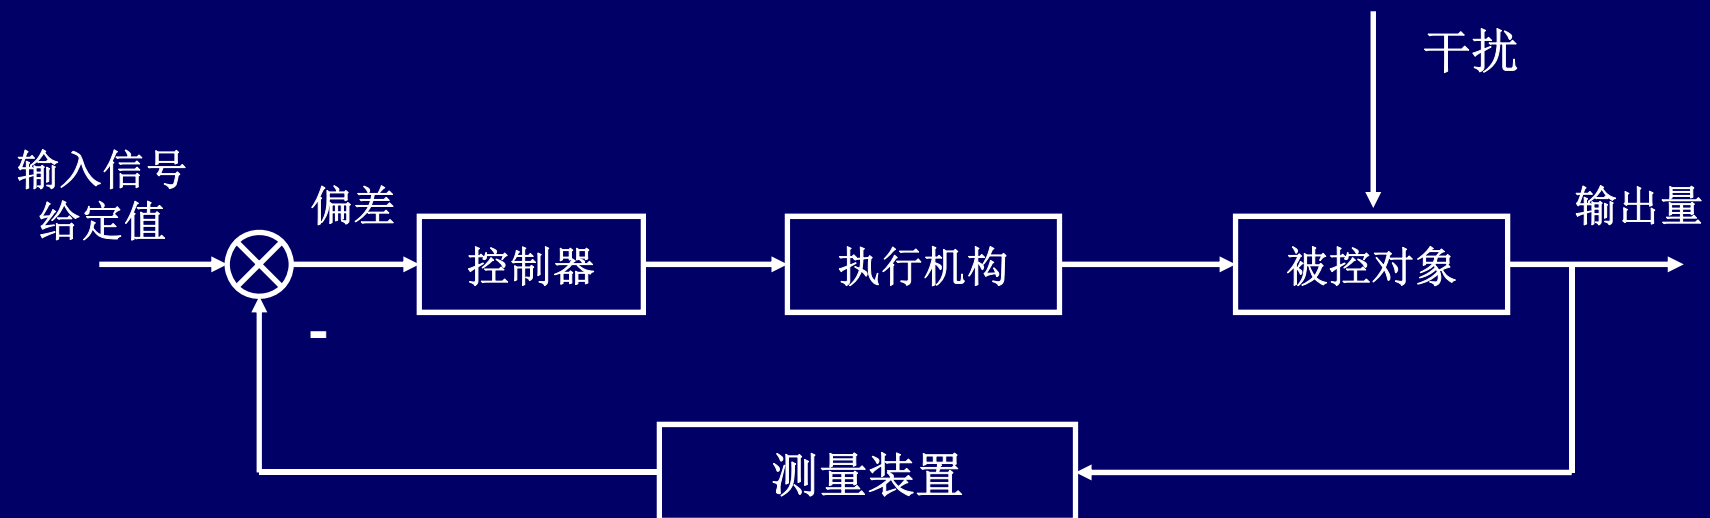 干扰
输入信号
给定值
偏差
输出量
控制器
执行机构
被控对象
-
测量装置